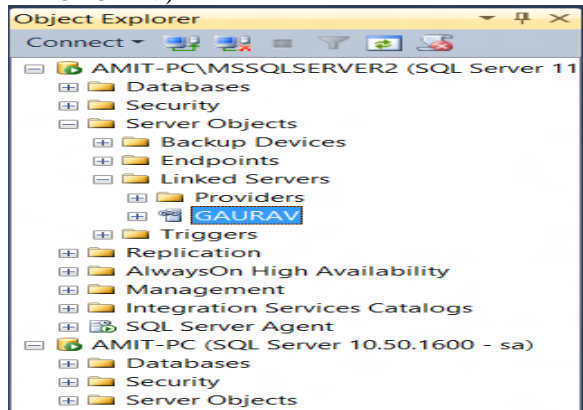 Object Explorer
Connect
AMIT-PC\MSSQLSERVER2 (SQL Server 11
Databases
Security
Server Objects
Backup Devices
Endpoints
Linked Servers
Providers
GAURAV
Triggers
Replication
AlwaysOn High Availability
Management
Integration Services Catalogs
SQL Server Agent
AMIT-PC (SQL Server 10.50.1600 - sa)
Databases
Security
Server Objects